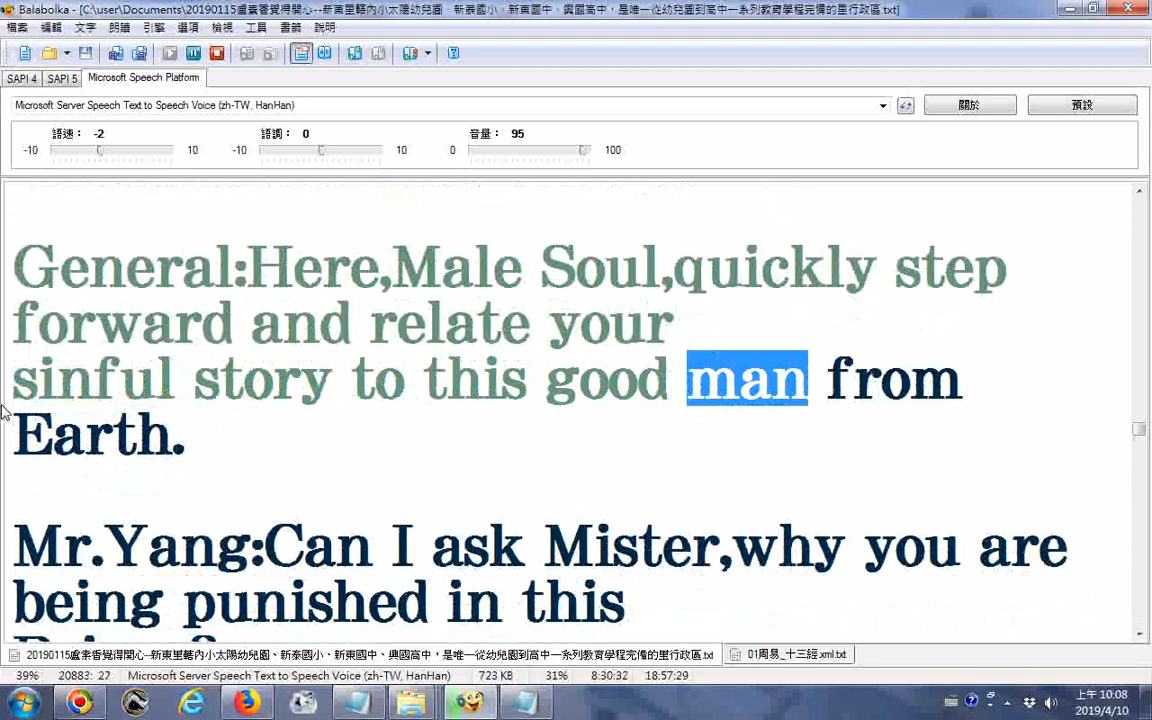 Balabolka - [C:\user\Documents\20190115盧素香覺得開心--新東里轄內小太陽幼兒園、新泰國小、新東國中、興國高中，是唯一從幼兒園到高中一系列教育學程完備的里行政區.txt]
檔案 編輯 文字 朗讀 引擎 選項 檢視 工具 書籤 說明
SAPI 4 SAPI 5 Microsoft Speech Platform
Microsoft Server Speech Text to Speech Voice (zh-TW, HanHan) 關於 預設
語速： -2 語調： 0 音量： 95
-10 10 -10 10 0 100
General:Here,Male Soul,quickly step
forward and relate your
sinful story to this good man from
Earth.
Mr.Yang:Can I ask Mister,why you are
being punished in this
20190115盧素香覺得開心--新東里轄內小太陽幼兒園、新泰國小、新東國中、興國高中，是唯一從幼兒園到高中一系列教育學程完備的里行政區.txt 01周易_十三經.xml.txt
39% 20883: 27 Microsoft Server Speech Text to Speech Voice (zh-TW, HanHan) 723 KB 31% 8:30:32 18:57:29
上午 10:08
2019/4/10